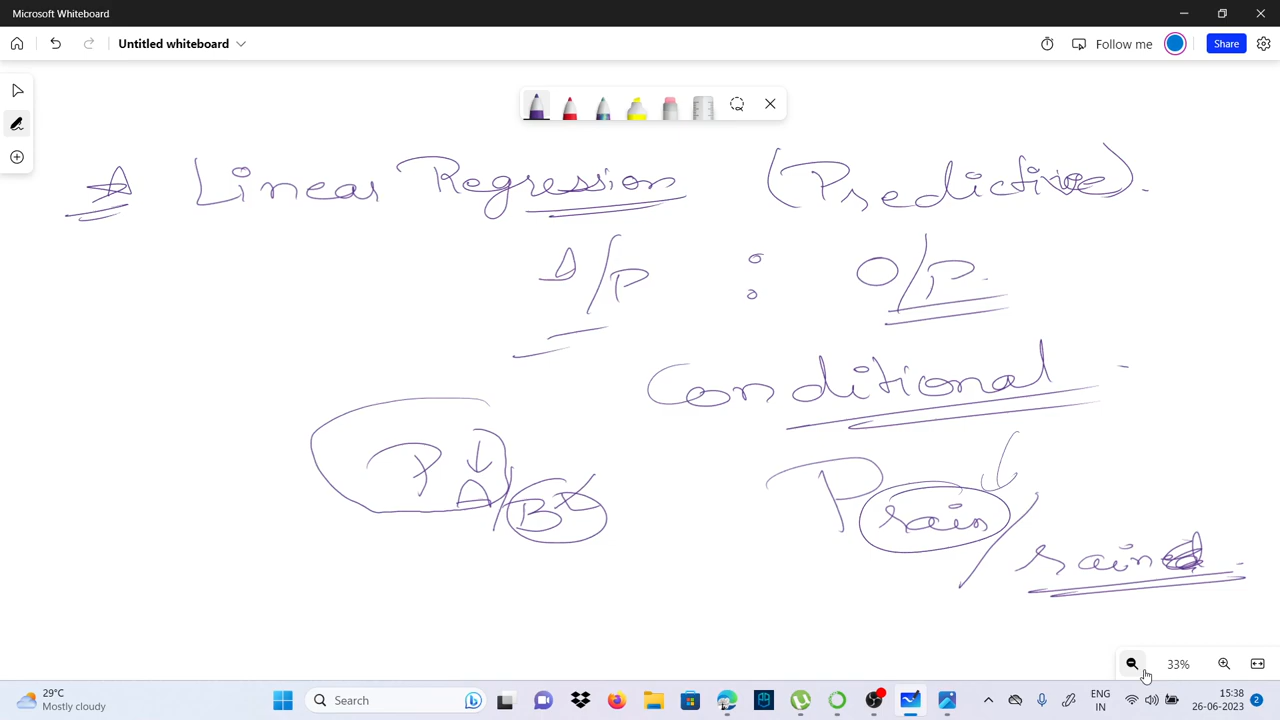 Microsoft Whiteboard
Untitled whiteboard
Follow me
Share
Linear Regression (Predictive).
I/P : O/P.
Conditional
P A/B
P rain/rained
33%
29°C
Mostly cloudy
Search
ENG
IN
15:38
26-06-2023
2